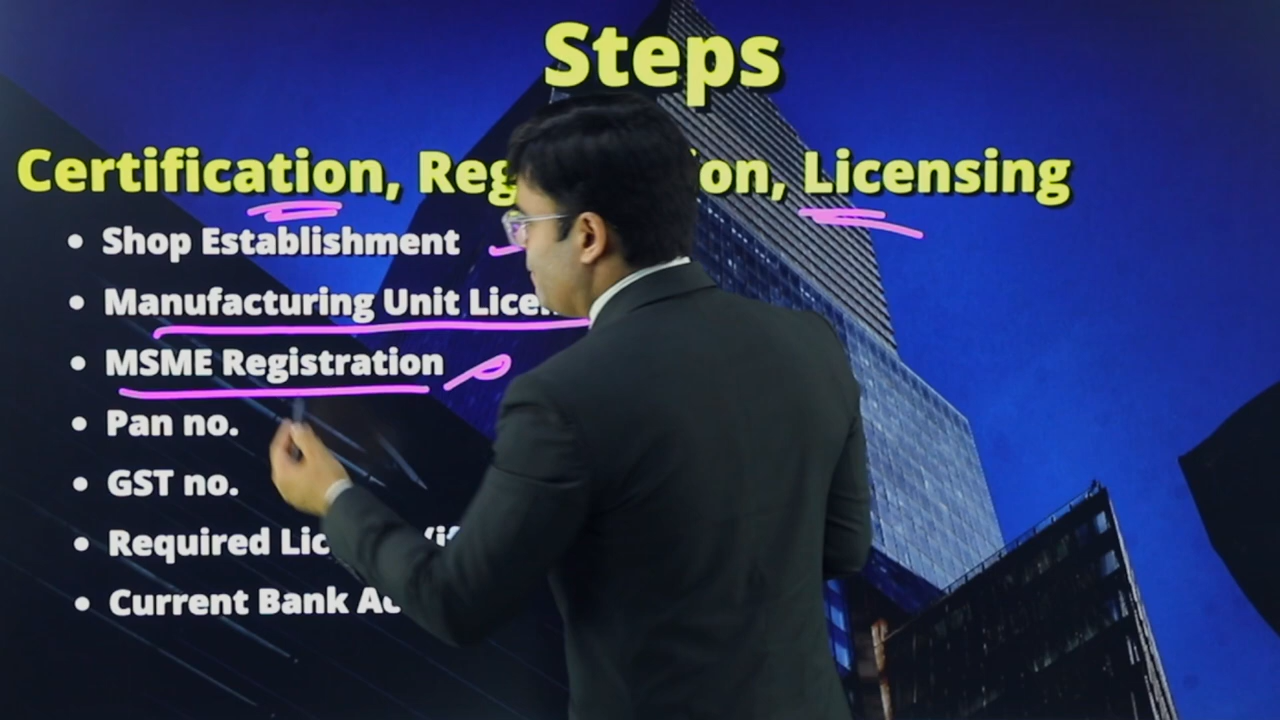 Steps
Certification, Licensing
Shop Establishment
Manufacturing Unit
MSME Registration
Pan no.
GST no.
Required
Current Bank